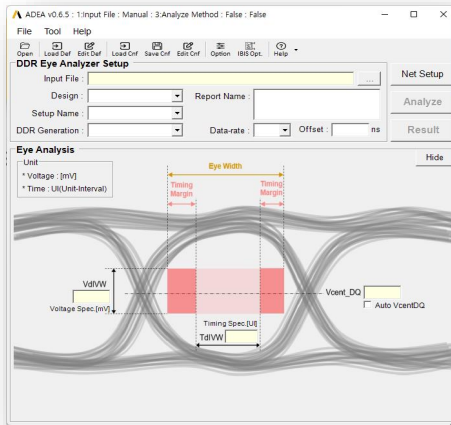 ADEA v0.6.5 : 1:Input File : Manual : 3:Analyze Method : False : False
File Tool Help
Open Load Def Edit Def Load Cnf Save Cnf Edit Cnf Option IBIS Opt. Help
DDR Eye Analyzer Setup
Input File : ... Net Setup
Design : Report Name : Analyze
Setup Name :
DDR Generation : Data-rate : Offset : ns Result
Eye Analysis
Hide
Unit
* Voltage : [mV]
* Time : UI(Unit-Interval)
Eye Width
Timing Margin Timing Margin
VdIVW
Voltage Spec.[mV]
Vcent_DQ
Auto VcentDQ
Timing Spec.[UI]
TdIVW